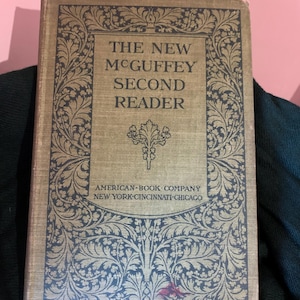 THE NEW
McGUFFEY
SECOND
READER
AMERICAN·BOOK COMPANY
NEW YORK·CINCINNATI·CHICAGO